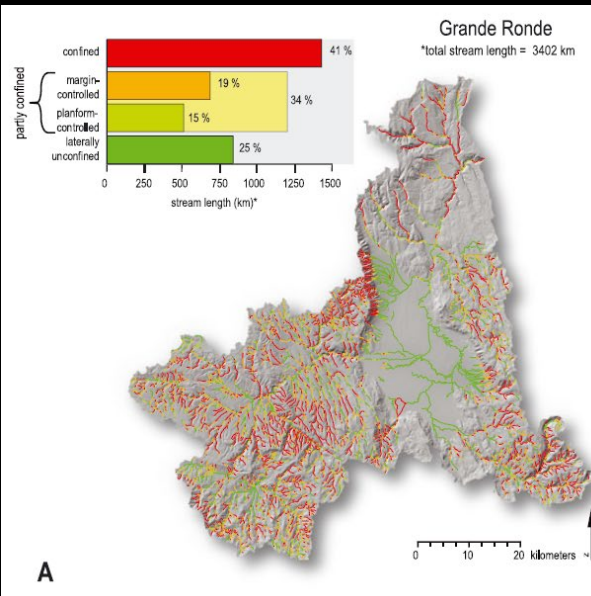 Grande Ronde
*total stream length = 3402 km
confined
41 %
partly confined
margin-
controlled
19 %
34 %
planform-
controlled
15 %
laterally
unconfined
25 %
0 250 500 750 1000 1250 1500
stream length (km)*
0 10 20 kilometers
A